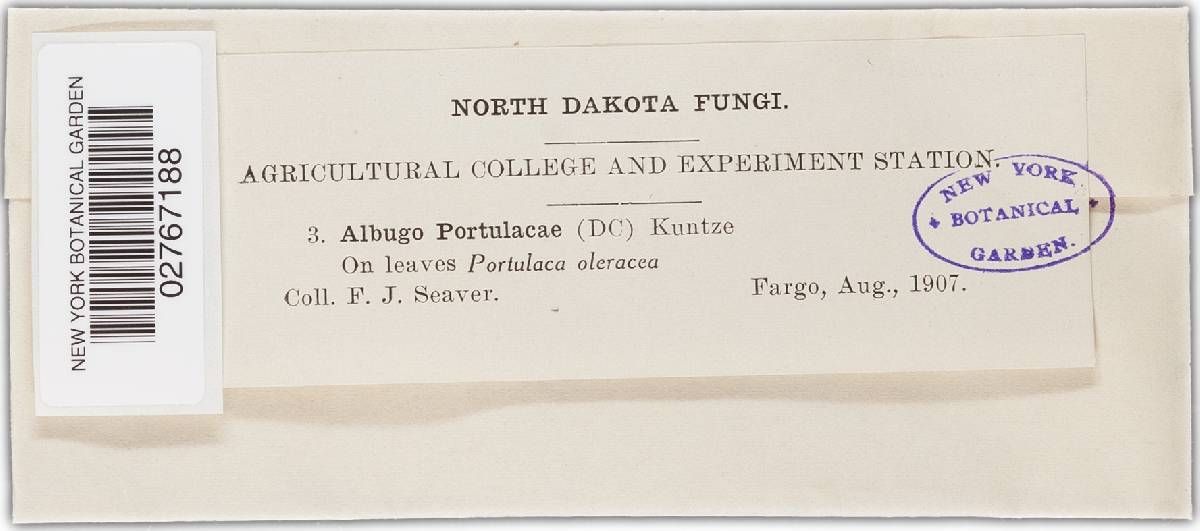 NORTH DAKOTA FUNGI.
AGRICULTURAL COLLEGE AND EXPERIMENT STATION.
3. Albugo Portulacae (DC) Kuntze
On leaves Portulaca oleracea
Coll. F. J. Seaver.
Fargo, Aug., 1907.
NEW YORK
BOTANICAL
GARDEN.
NEW YORK BOTANICAL GARDEN
02767188